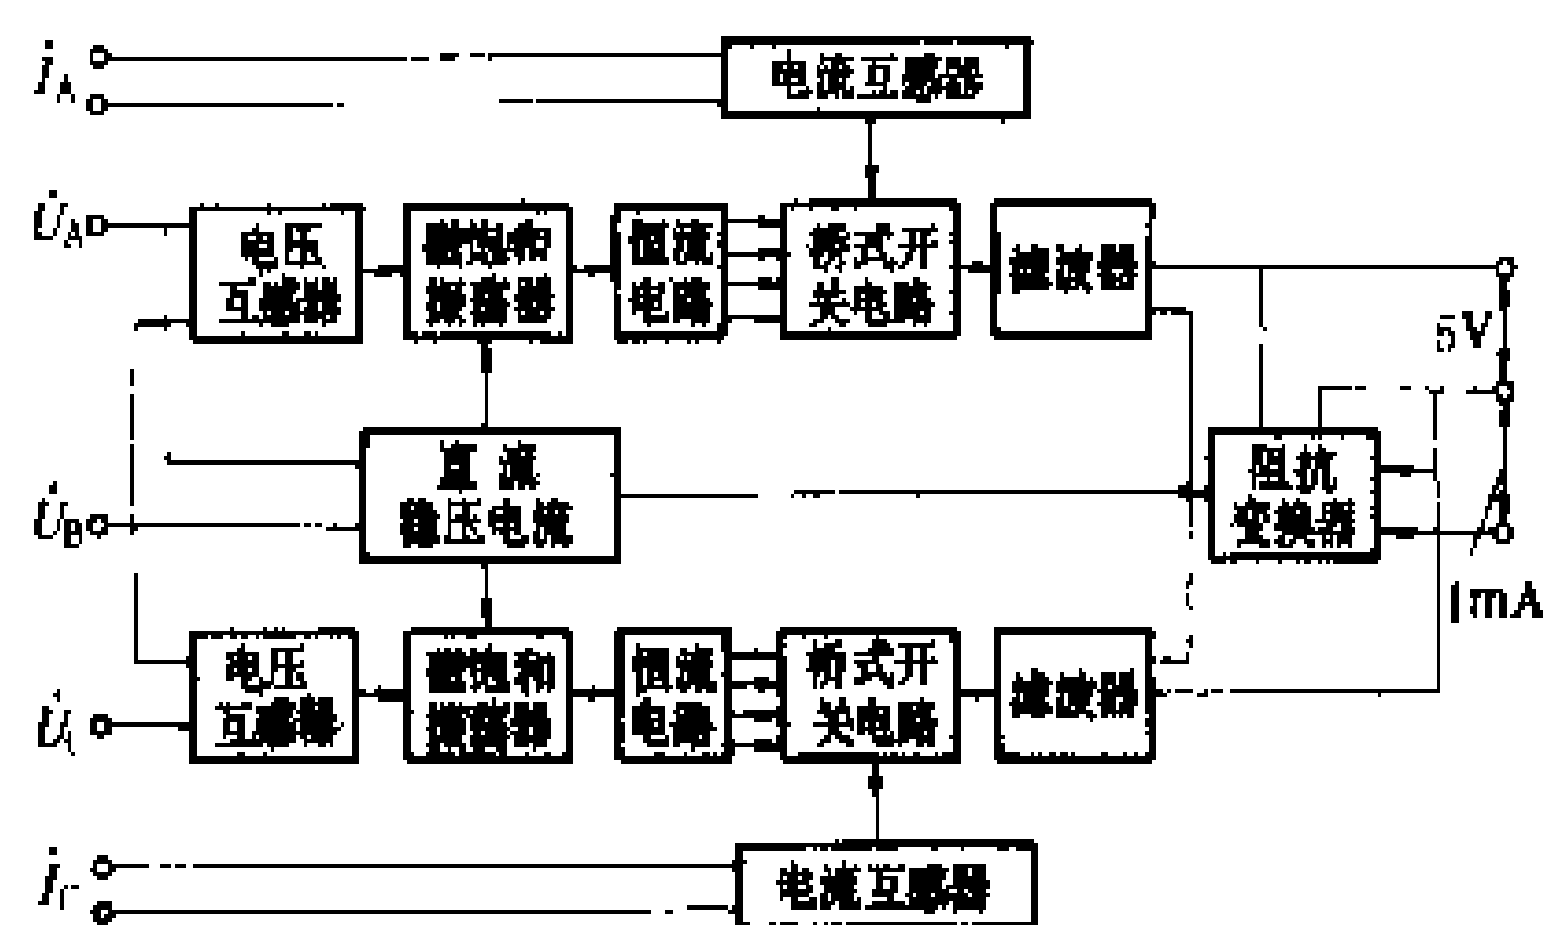 İA
电流互感器
U̇A
电压
互感器
磁饱和
振荡器
恒流
电路
桥式开
关电路
滤波器
5V
直流
稳压电流
阻抗
变换器
U̇B
1mA
电压
互感器
磁饱和
振荡器
恒流
电路
桥式开
关电路
滤波器
İC
电流互感器